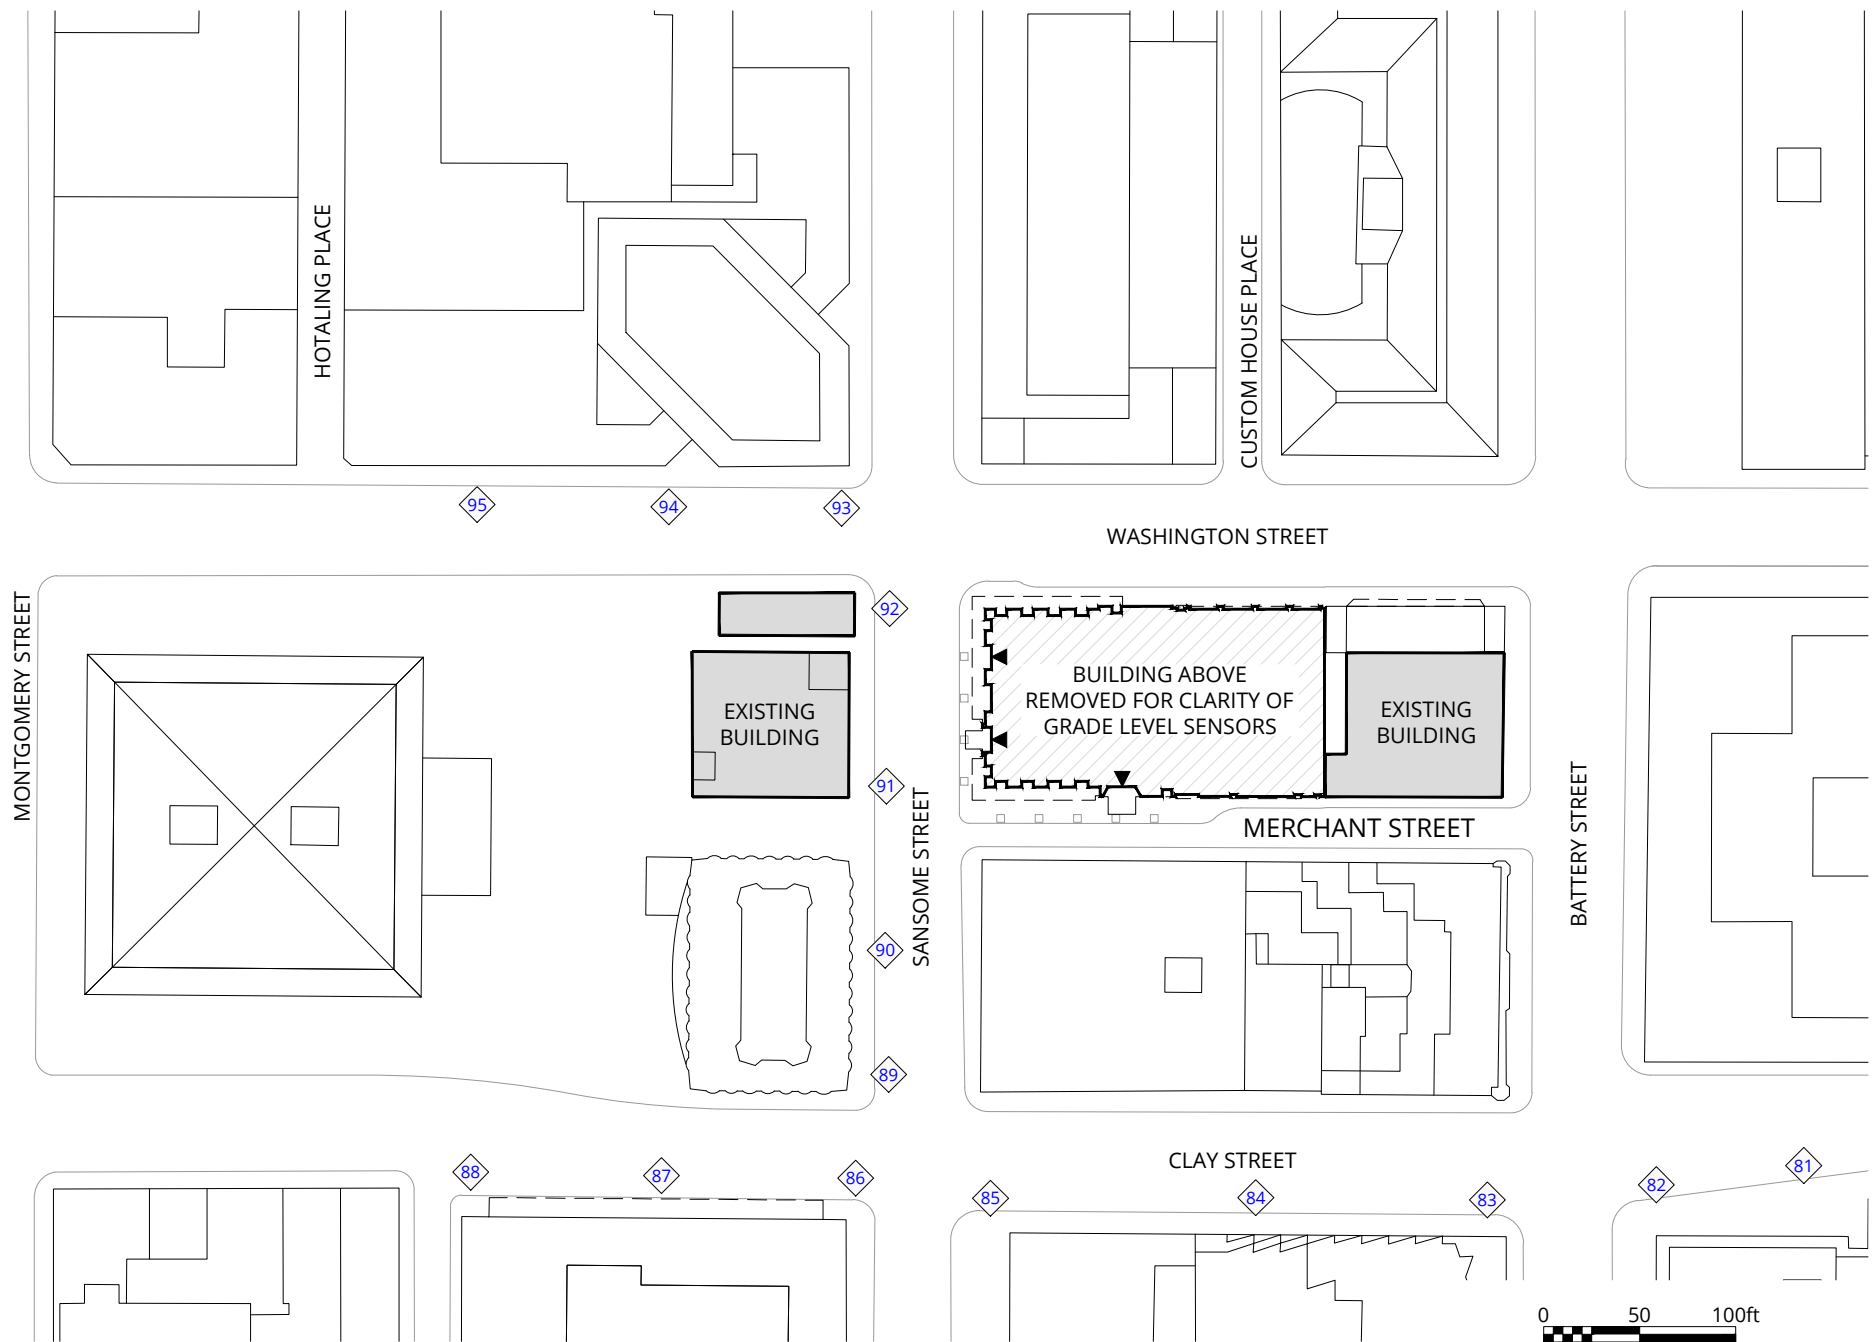 HOTALING PLACE
CUSTOM HOUSE PLACE
95
94
93
WASHINGTON STREET
MONTGOMERY STREET
92
EXISTING
BUILDING
BUILDING ABOVE
REMOVED FOR CLARITY OF
GRADE LEVEL SENSORS
EXISTING
BUILDING
91
SANSOME STREET
MERCHANT STREET
BATTERY STREET
90
89
CLAY STREET
88
87
86
85
84
83
82
81
0 50 100ft